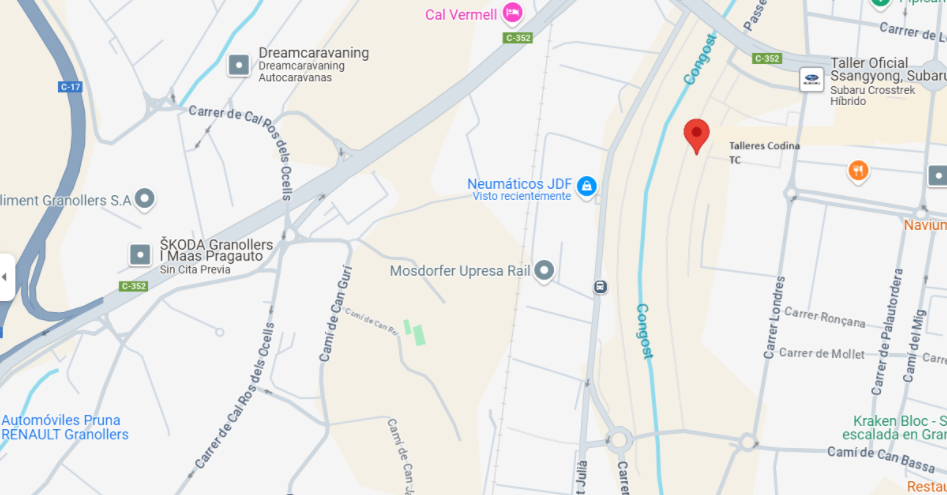 Cal Vermell
C-352
Dreamcaravaning
Dreamcaravaning
Autocaravanas
C-17
Carrer de Cal Ros dels Ocells
Congost
C-352
Taller Oficial
Ssangyong, Subaru
Subaru Crosstrek
Híbrido
SUBARU
Talleres Codina
TC
Neumáticos JDF
Visto recientemente
liment Granollers S.A
ŠKODA Granollers
| Maas Pragauto
Sin Cita Previa
C-352
Mosdorfer Upresa Rail
Camí de Can Gurí
Camí de Can Ro
Carrer de Cal Ros dels Ocells
Congost
Navium
Carrer Londres
Carrer Ronçana
Carrer de Mollet
Carrer de Palautordera
Camí del Mig
Automóviles Pruna
RENAULT Granollers
Kraken Bloc - S
escalada en Gran
Camí de Can Bassa
Camí de Can Ja
t Julià
Carrer
Restau